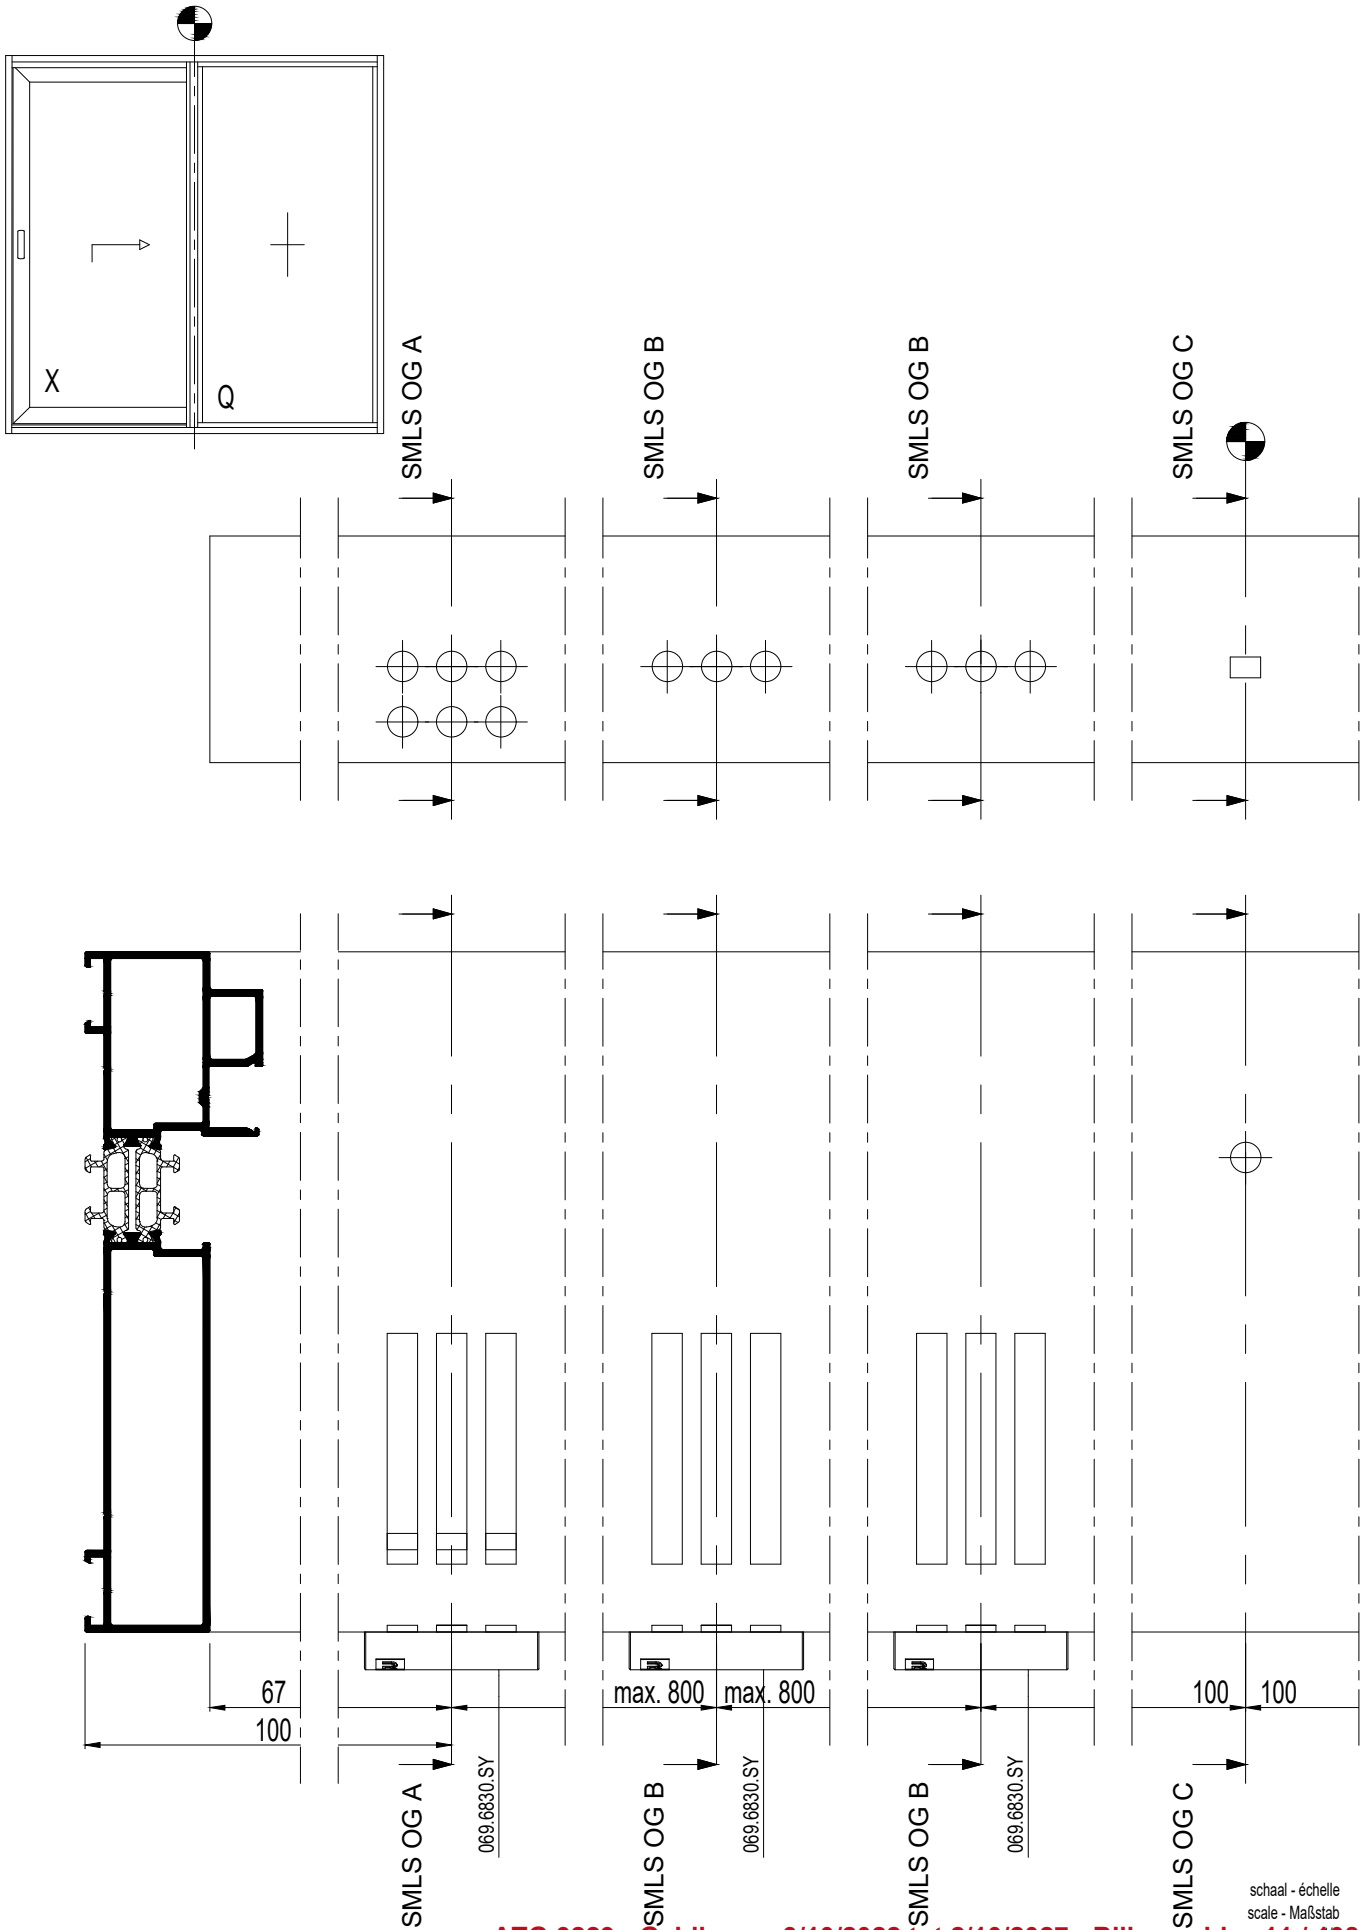 X
Q
SMLS OG A
SMLS OG B
SMLS OG B
SMLS OG C
67
100
max. 800
max. 800
100
100
069.6830.SY
069.6830.SY
069.6830.SY
SMLS OG A
SMLS OG B
SMLS OG B
SMLS OG C
schaal - échelle
scale - Maßstab